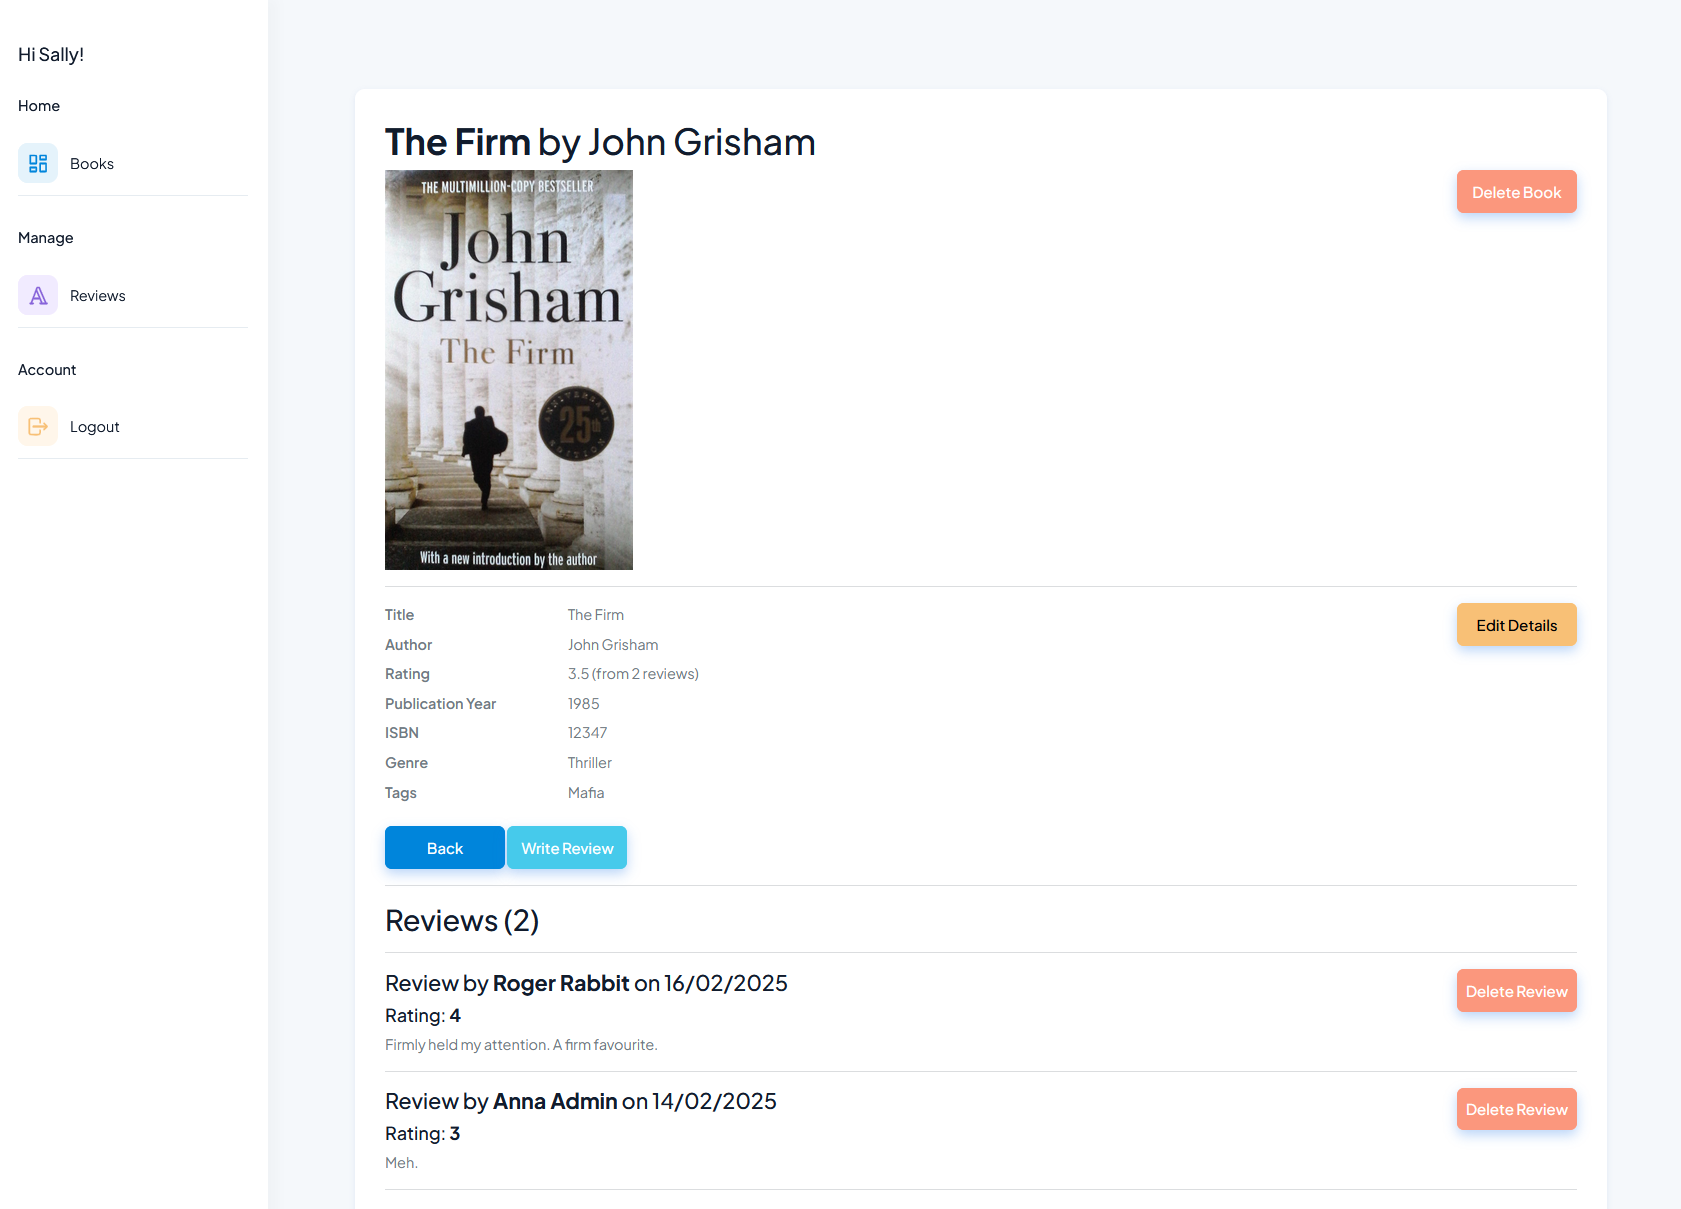 Hi Sally!
Home
Books
Manage
Reviews
Account
Logout
The Firm by John Grisham
THE MULTIMILLION-COPY BESTSELLER
John
Grisham
The Firm
ANNIVERSARY
25th
EDITION
With a new introduction by the author
Delete Book
Title The Firm
Author John Grisham
Rating 3.5 (from 2 reviews)
Publication Year 1985
ISBN 12347
Genre Thriller
Tags Mafia
Edit Details
Back Write Review
Reviews (2)
Review by Roger Rabbit on 16/02/2025
Rating: 4
Firmly held my attention. A firm favourite.
Delete Review
Review by Anna Admin on 14/02/2025
Rating: 3
Meh.
Delete Review